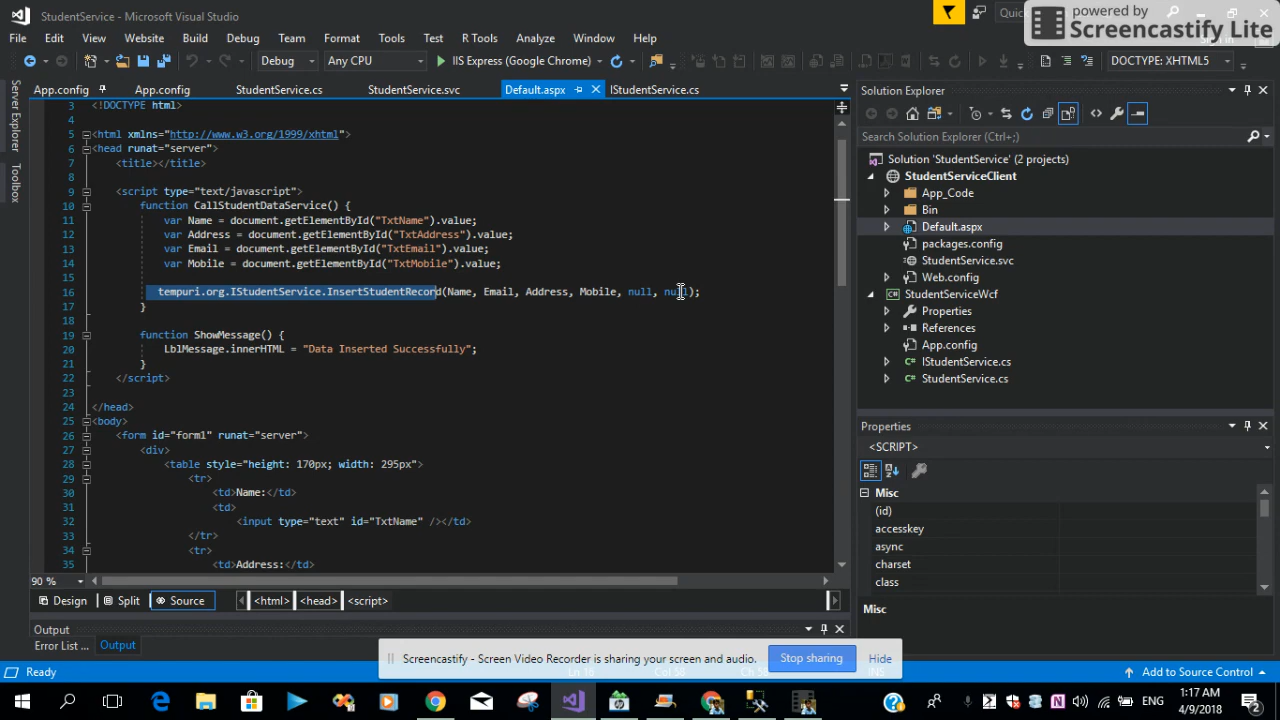 StudentService - Microsoft Visual Studio
Quic
powered by
Screencastify Lite
File Edit View Website Build Debug Team Format Tools Test R Tools Analyze Window Help
Debug Any CPU IIS Express (Google Chrome) DOCTYPE: XHTML5
Server Explorer
Toolbox
App.config App.config StudentService.cs StudentService.svc Default.aspx IStudentService.cs
3 <!DOCTYPE html>
4
5 <html xmlns="http://www.w3.org/1999/xhtml">
6 <head runat="server">
7 <title></title>
8
9 <script type="text/javascript">
10 function CallStudentDataService() {
11 var Name = document.getElementById("TxtName").value;
12 var Address = document.getElementById("TxtAddress").value;
13 var Email = document.getElementById("TxtEmail").value;
14 var Mobile = document.getElementById("TxtMobile").value;
15
16 tempuri.org.IStudentService.InsertStudentRecord(Name, Email, Address, Mobile, null, null);
17 }
18
19 function ShowMessage() {
20 LblMessage.innerHTML = "Data Inserted Successfully";
21 }
22 </script>
23
24 </head>
25 <body>
26 <form id="form1" runat="server">
27 <div>
28 <table style="height: 170px; width: 295px">
29 <tr>
30 <td>Name:</td>
31 <td>
32 <input type="text" id="TxtName" /></td>
33 </tr>
34 <tr>
35 <td>Address:</td>
90 %
Design Split Source <html> <head> <script>
Output
Error List ... Output
Solution Explorer
Search Solution Explorer (Ctrl+;)
Solution 'StudentService' (2 projects)
StudentServiceClient
App_Code
Bin
Default.aspx
packages.config
StudentService.svc
Web.config
StudentServiceWcf
Properties
References
App.config
IStudentService.cs
StudentService.cs
Properties
<SCRIPT>
Misc
(id)
accesskey
async
charset
class
Misc
Screencastify - Screen Video Recorder is sharing your screen and audio. Stop sharing Hide
Ready Add to Source Control
ENG
1:17 AM
4/9/2018
2